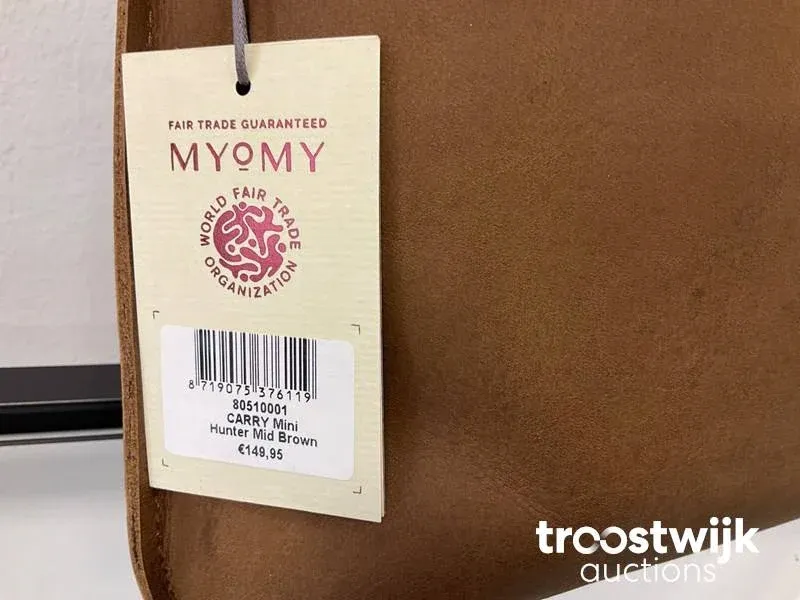 FAIR TRADE GUARANTEED
MYOMY
WORLD FAIR TRADE
ORGANIZATION
8 719075 376119
80510001
CARRY Mini
Hunter Mid Brown
€149,95
troostwijk
auctions